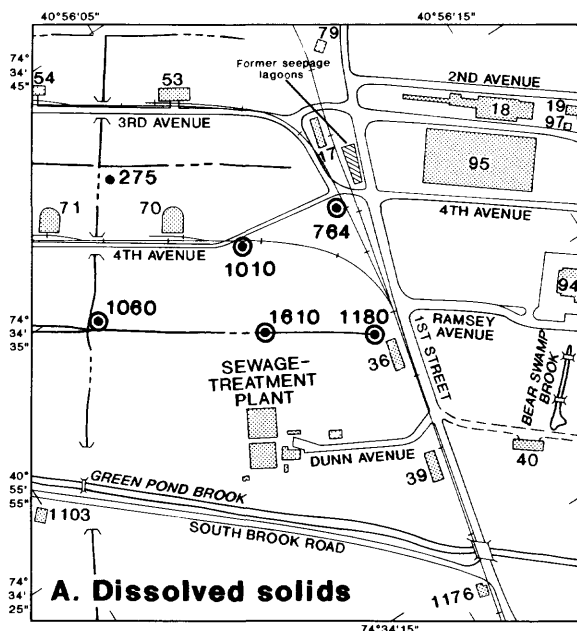 40°56'05"
40°56'15"
74°
34'
45"
79
Former seepage
lagoons
2ND AVENUE
54
53
18
19
97
3RD AVENUE
17
95
275
71
70
764
4TH AVENUE
4TH AVENUE
1010
94
1060
1610
1180
RAMSEY
AVENUE
74°
34'
35"
1ST STREET
36
SEWAGE-
TREATMENT
PLANT
BEAR SWAMP
BROOK
40
DUNN AVENUE
39
40°
55'
55"
GREEN POND BROOK
1103
SOUTH BROOK ROAD
74°
34'
25"
A. Dissolved solids
1176
74°34'15"